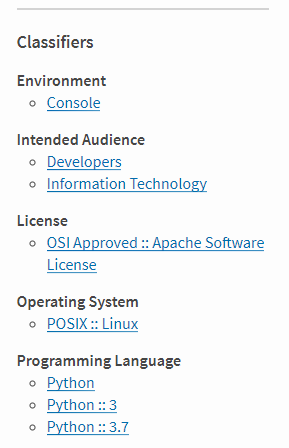 Classifiers
Environment
Console
Intended Audience
Developers
Information Technology
License
OSI Approved :: Apache Software
License
Operating System
POSIX :: Linux
Programming Language
Python
Python :: 3
Python :: 3.7